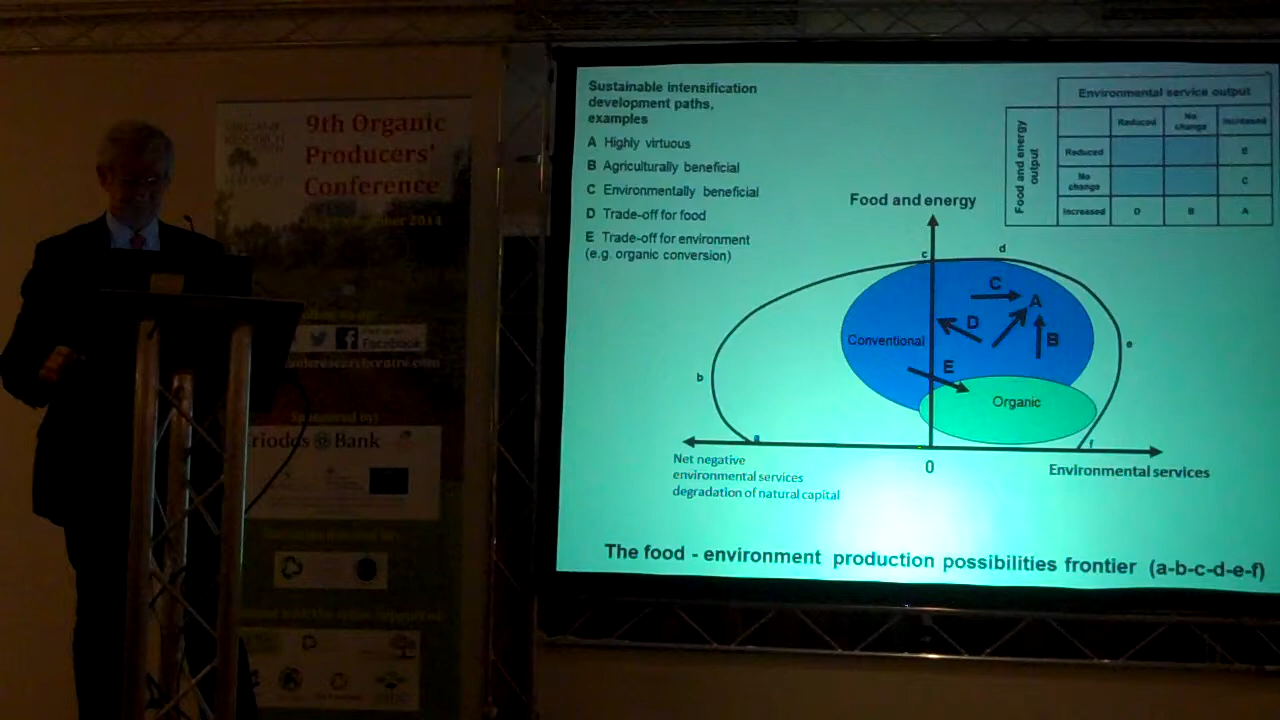 9th Organic
Producers'
Conference
Facebook
Sponsored by:
Bank
Sustainable intensification
development paths,
examples
A Highly virtuous
B Agriculturally beneficial
C Environmentally beneficial
D Trade-off for food
E Trade-off for environment
(e.g. organic conversion)
Environmental service output
Reduced
No
change
Increased
Food and energy
output
Reduced
B
No
change
C
Increased
D
B
A
Food and energy
c
d
C
A
D
B
Conventional
e
E
b
Organic
a
f
Net negative
environmental services
degradation of natural capital
0
Environmental services
The food - environment production possibilities frontier (a-b-c-d-e-f)